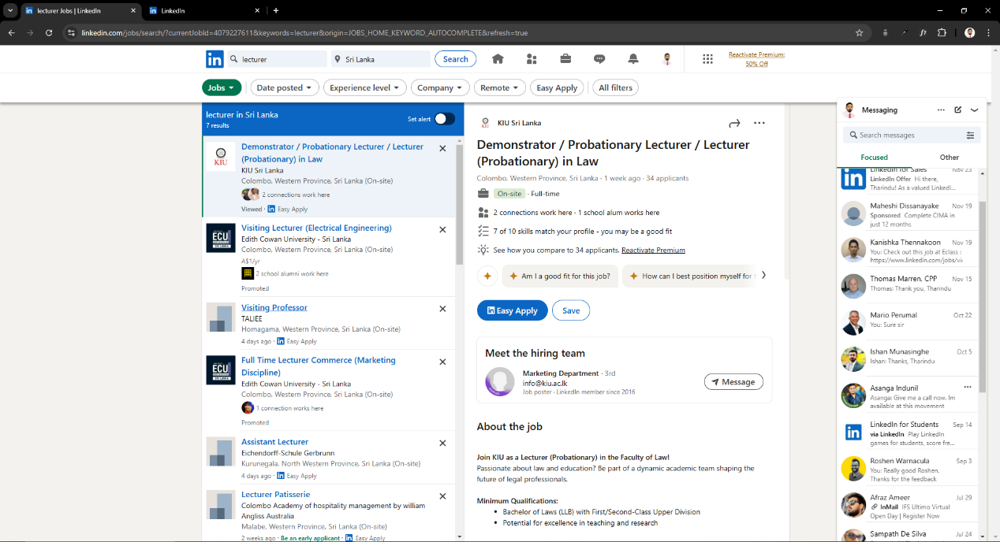 lecturer Jobs | LinkedIn
LinkedIn
linkedin.com/jobs/search/?currentJobId=4079227611&keywords=lecturer&origin=JOBS_HOME_KEYWORD_AUTOCOMPLETE&refresh=true
in
lecturer
Sri Lanka
Search
Reactivate Premium:
50% Off
Jobs
Date posted
Experience level
Company
Remote
Easy Apply
All filters
lecturer in Sri Lanka
7 results
Set alert
KIU
Demonstrator / Probationary Lecturer / Lecturer
(Probationary) in Law
KIU Sri Lanka
Colombo, Western Province, Sri Lanka (On-site)
2 connections work here
Viewed · in Easy Apply
ECU
Visiting Lecturer (Electrical Engineering)
Edith Cowan University - Sri Lanka
Colombo, Western Province, Sri Lanka (On-site)
A$1/yr
2 school alumni work here
Promoted
Visiting Professor
TALIEE
Homagama, Western Province, Sri Lanka (On-site)
4 days ago · in Easy Apply
ECU
Full Time Lecturer Commerce (Marketing
Discipline)
Edith Cowan University - Sri Lanka
Colombo, Western Province, Sri Lanka (On-site)
1 connection works here
Promoted
Assistant Lecturer
Eichendorff-Schule Gerbrunn
Kurunegala, North Western Province, Sri Lanka (On-site)
4 days ago · in Easy Apply
Lecturer Patisserie
Colombo Academy of hospitality management by william
Angliss Australia
Malabe, Western Province, Sri Lanka (On-site)
2 weeks ago · Be an early applicant · in Easy Apply
KIU Sri Lanka
Demonstrator / Probationary Lecturer / Lecturer
(Probationary) in Law
Colombo, Western Province, Sri Lanka · 1 week ago · 34 applicants
On-site · Full-time
2 connections work here · 1 school alum works here
7 of 10 skills match your profile - you may be a good fit
See how you compare to 34 applicants. Reactivate Premium
Am I a good fit for this job?
How can I best position myself for t
in Easy Apply
Save
Meet the hiring team
Marketing Department · 3rd
info@kiu.ac.lk
Job poster · LinkedIn member since 2016
Message
About the job
Join KIU as a Lecturer (Probationary) in the Faculty of Law!
Passionate about law and education? Be part of a dynamic academic team shaping the
future of legal professionals.
Minimum Qualifications:
• Bachelor of Laws (LLB) with First/Second-Class Upper Division
• Potential for excellence in teaching and research
Messaging
Search messages
Focused
Other
LinkedIn for Sales Nov 23
LinkedIn Offer Hi there,
Tharindu! As a valued LinkedI...
Maheshi Dissanayake Nov 19
Sponsored Complete CIMA in
just 12 months
Kanishka Thennakoon Nov 19
You: Check out this job at Eclass :
https://www.linkedin.com/jobs/vi
Thomas Marren, CPP Nov 15
Thomas: Thank you, Tharindu
Mario Perumal Oct 22
You: Sure sir
Ishan Munasinghe Oct 5
Ishan: Thanks, Tharindu
Asanga Indunil
Asanga: Give me a call now. Im
available at this movement
LinkedIn for Students Sep 14
via LinkedIn Play LinkedIn
games for students, score fre...
Roshen Warnacula Sep 3
You: Really good Roshen.
Thanks for the feedback
Afraz Ameer Jul 29
InMail IFS Ultimo Virtual
Open Day | Register Now
Sampath De Silva Jul 24